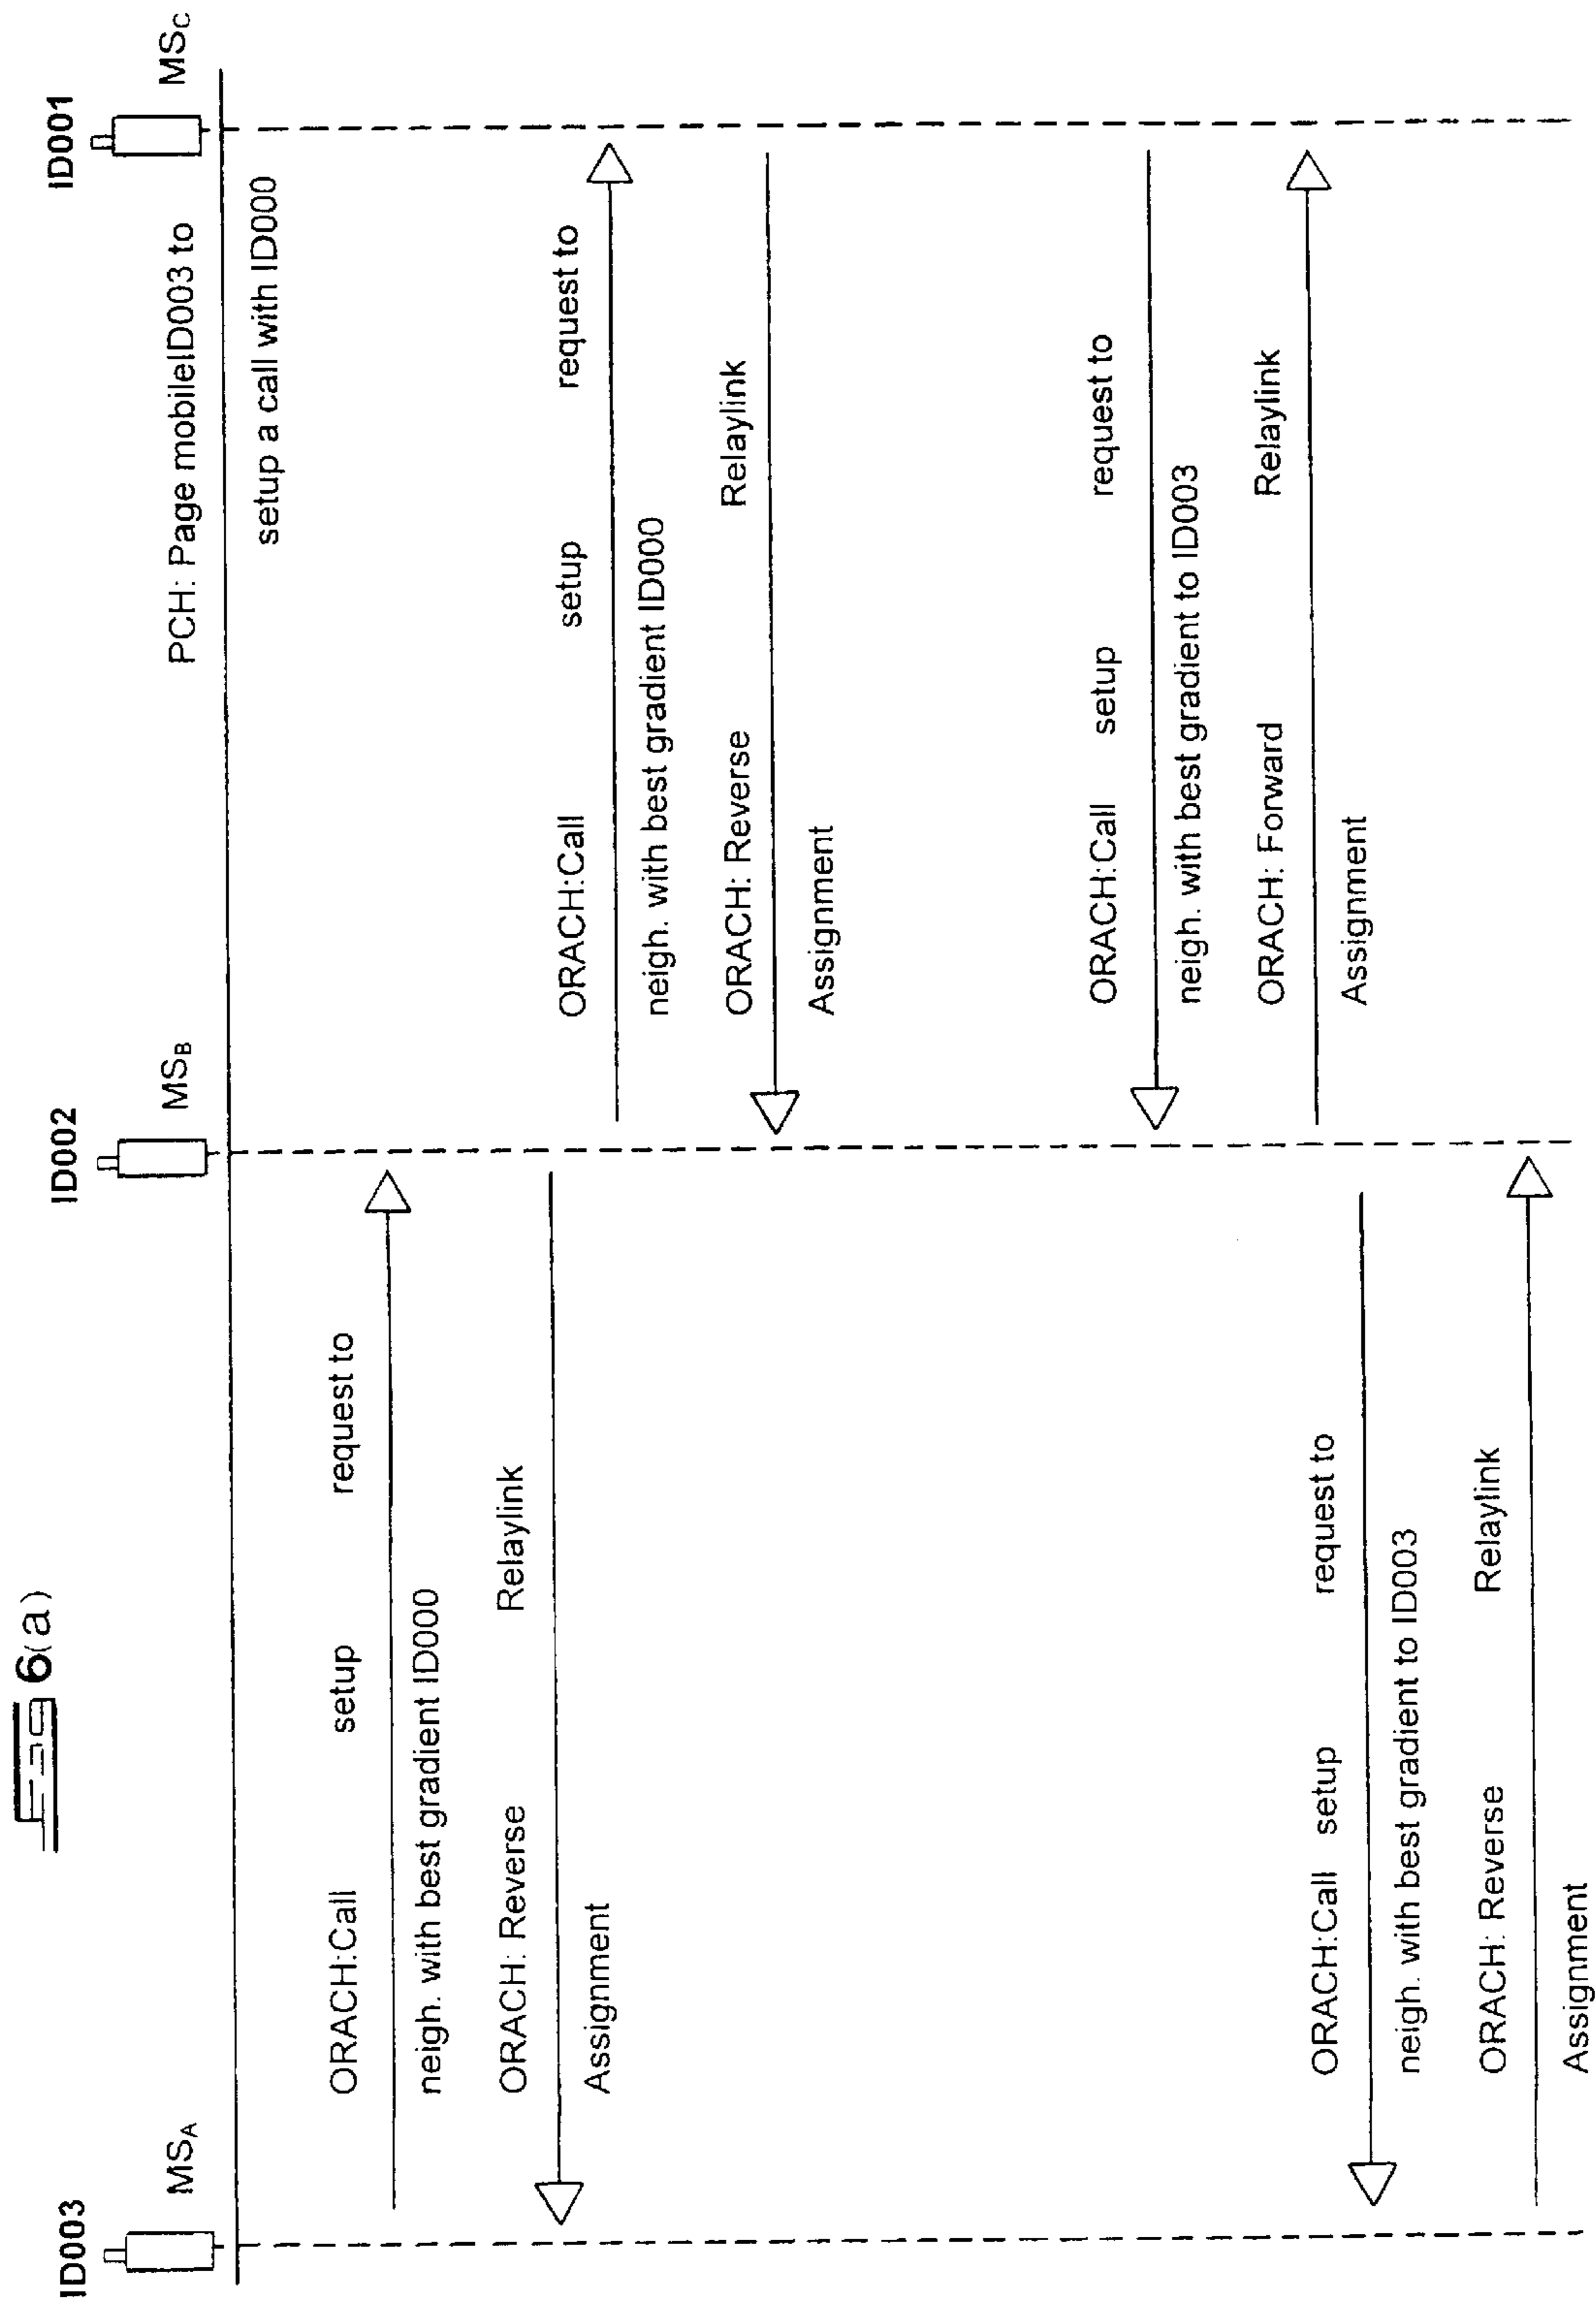 Fig 6(a)
ID003
ID002
ID001
MSA
MSB
MSC
PCH: Page mobileID003 to
setup a call with ID000
ORACH:Call setup request to
neigh. with best gradient ID000
ORACH: Reverse Relaylink
Assignment
ORACH:Call setup request to
neigh. with best gradient ID000
ORACH: Reverse Relaylink
Assignment
ORACH:Call setup request to
neigh. with best gradient to ID003
ORACH: Forward Relaylink
Assignment
ORACH:Call setup request to
neigh. with best gradient to ID003
ORACH: Reverse Relaylink
Assignment